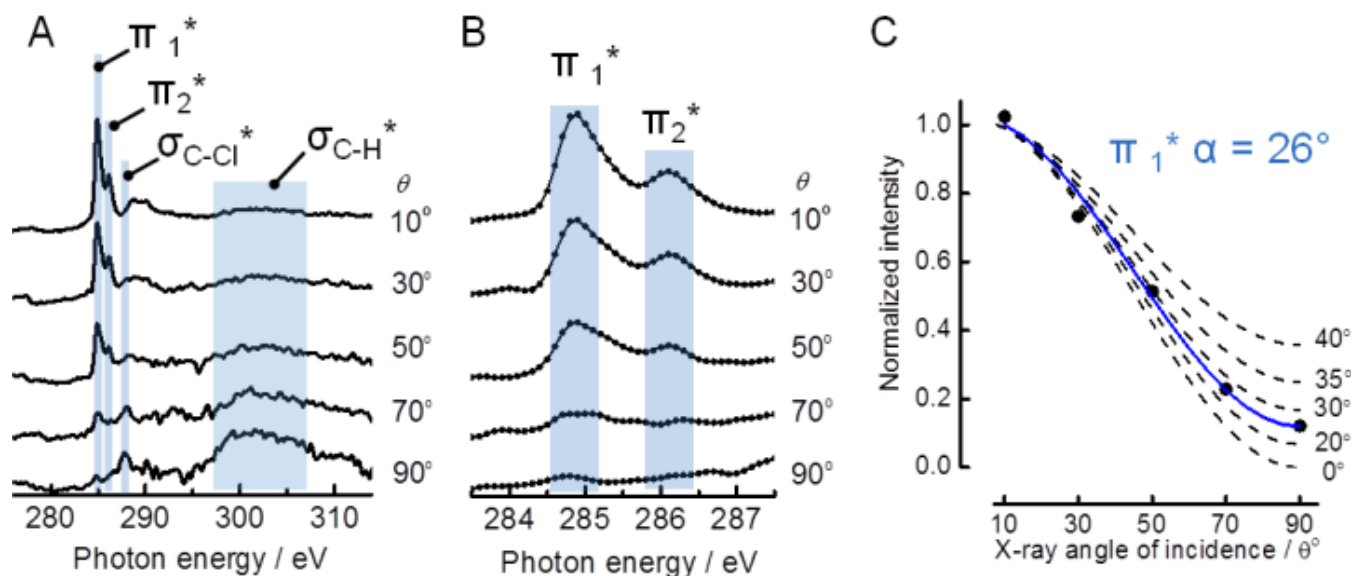 A
π 1*
π2*
σC-Cl*
σC-H*
θ
10°
30°
50°
70°
90°
280 290 300 310
Photon energy / eV
B
π 1*
π2*
θ
10°
30°
50°
70°
90°
284 285 286 287
Photon energy / eV
C
π 1* α = 26°
Normalized intensity
1.0
0.8
0.6
0.4
0.2
0.0
40°
35°
30°
20°
0°
10 30 50 70 90
X-ray angle of incidence / θ°